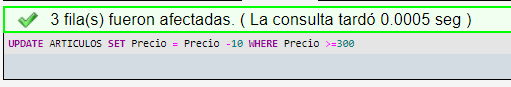 3 fila(s) fueron afectadas. ( La consulta tardó 0.0005 seg )
UPDATE ARTICULOS SET Precio = Precio -10 WHERE Precio >=300